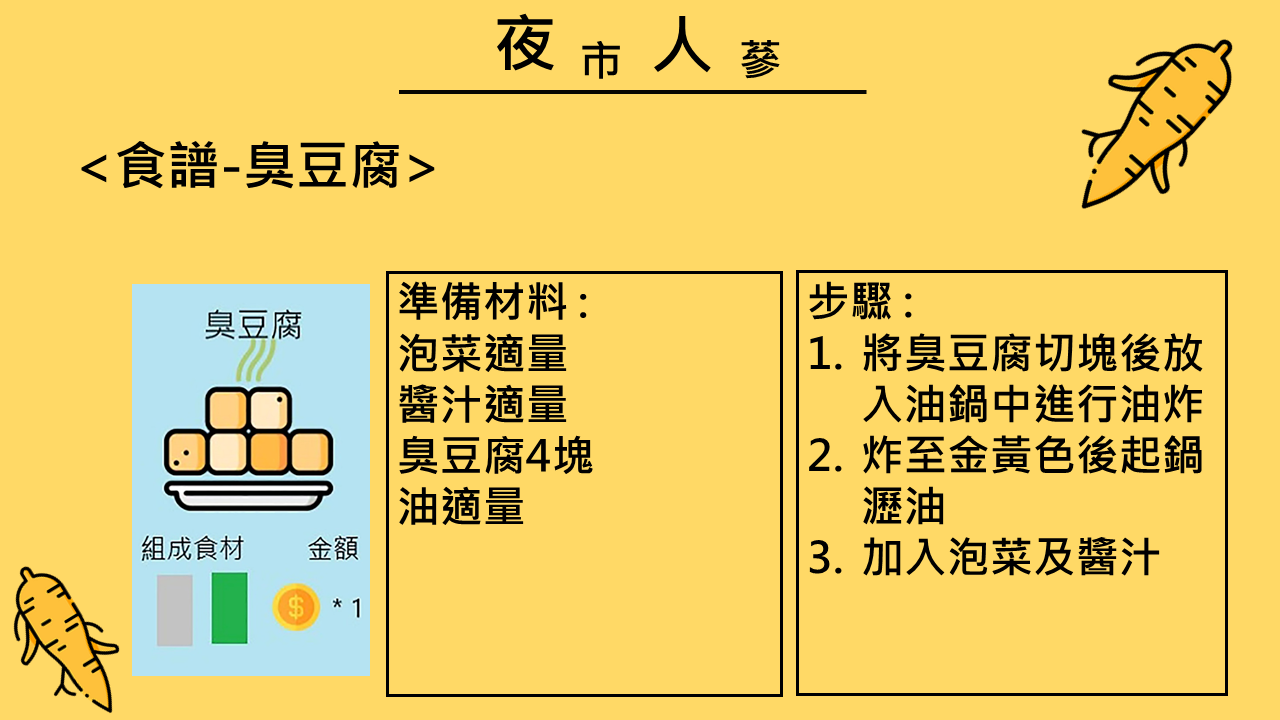 夜市人蔘
<食譜-臭豆腐>
臭豆腐
組成食材 金額
$ * 1
準備材料:
泡菜適量
醬汁適量
臭豆腐4塊
油適量
步驟:
1. 將臭豆腐切塊後放
入油鍋中進行油炸
2. 炸至金黃色後起鍋
瀝油
3. 加入泡菜及醬汁